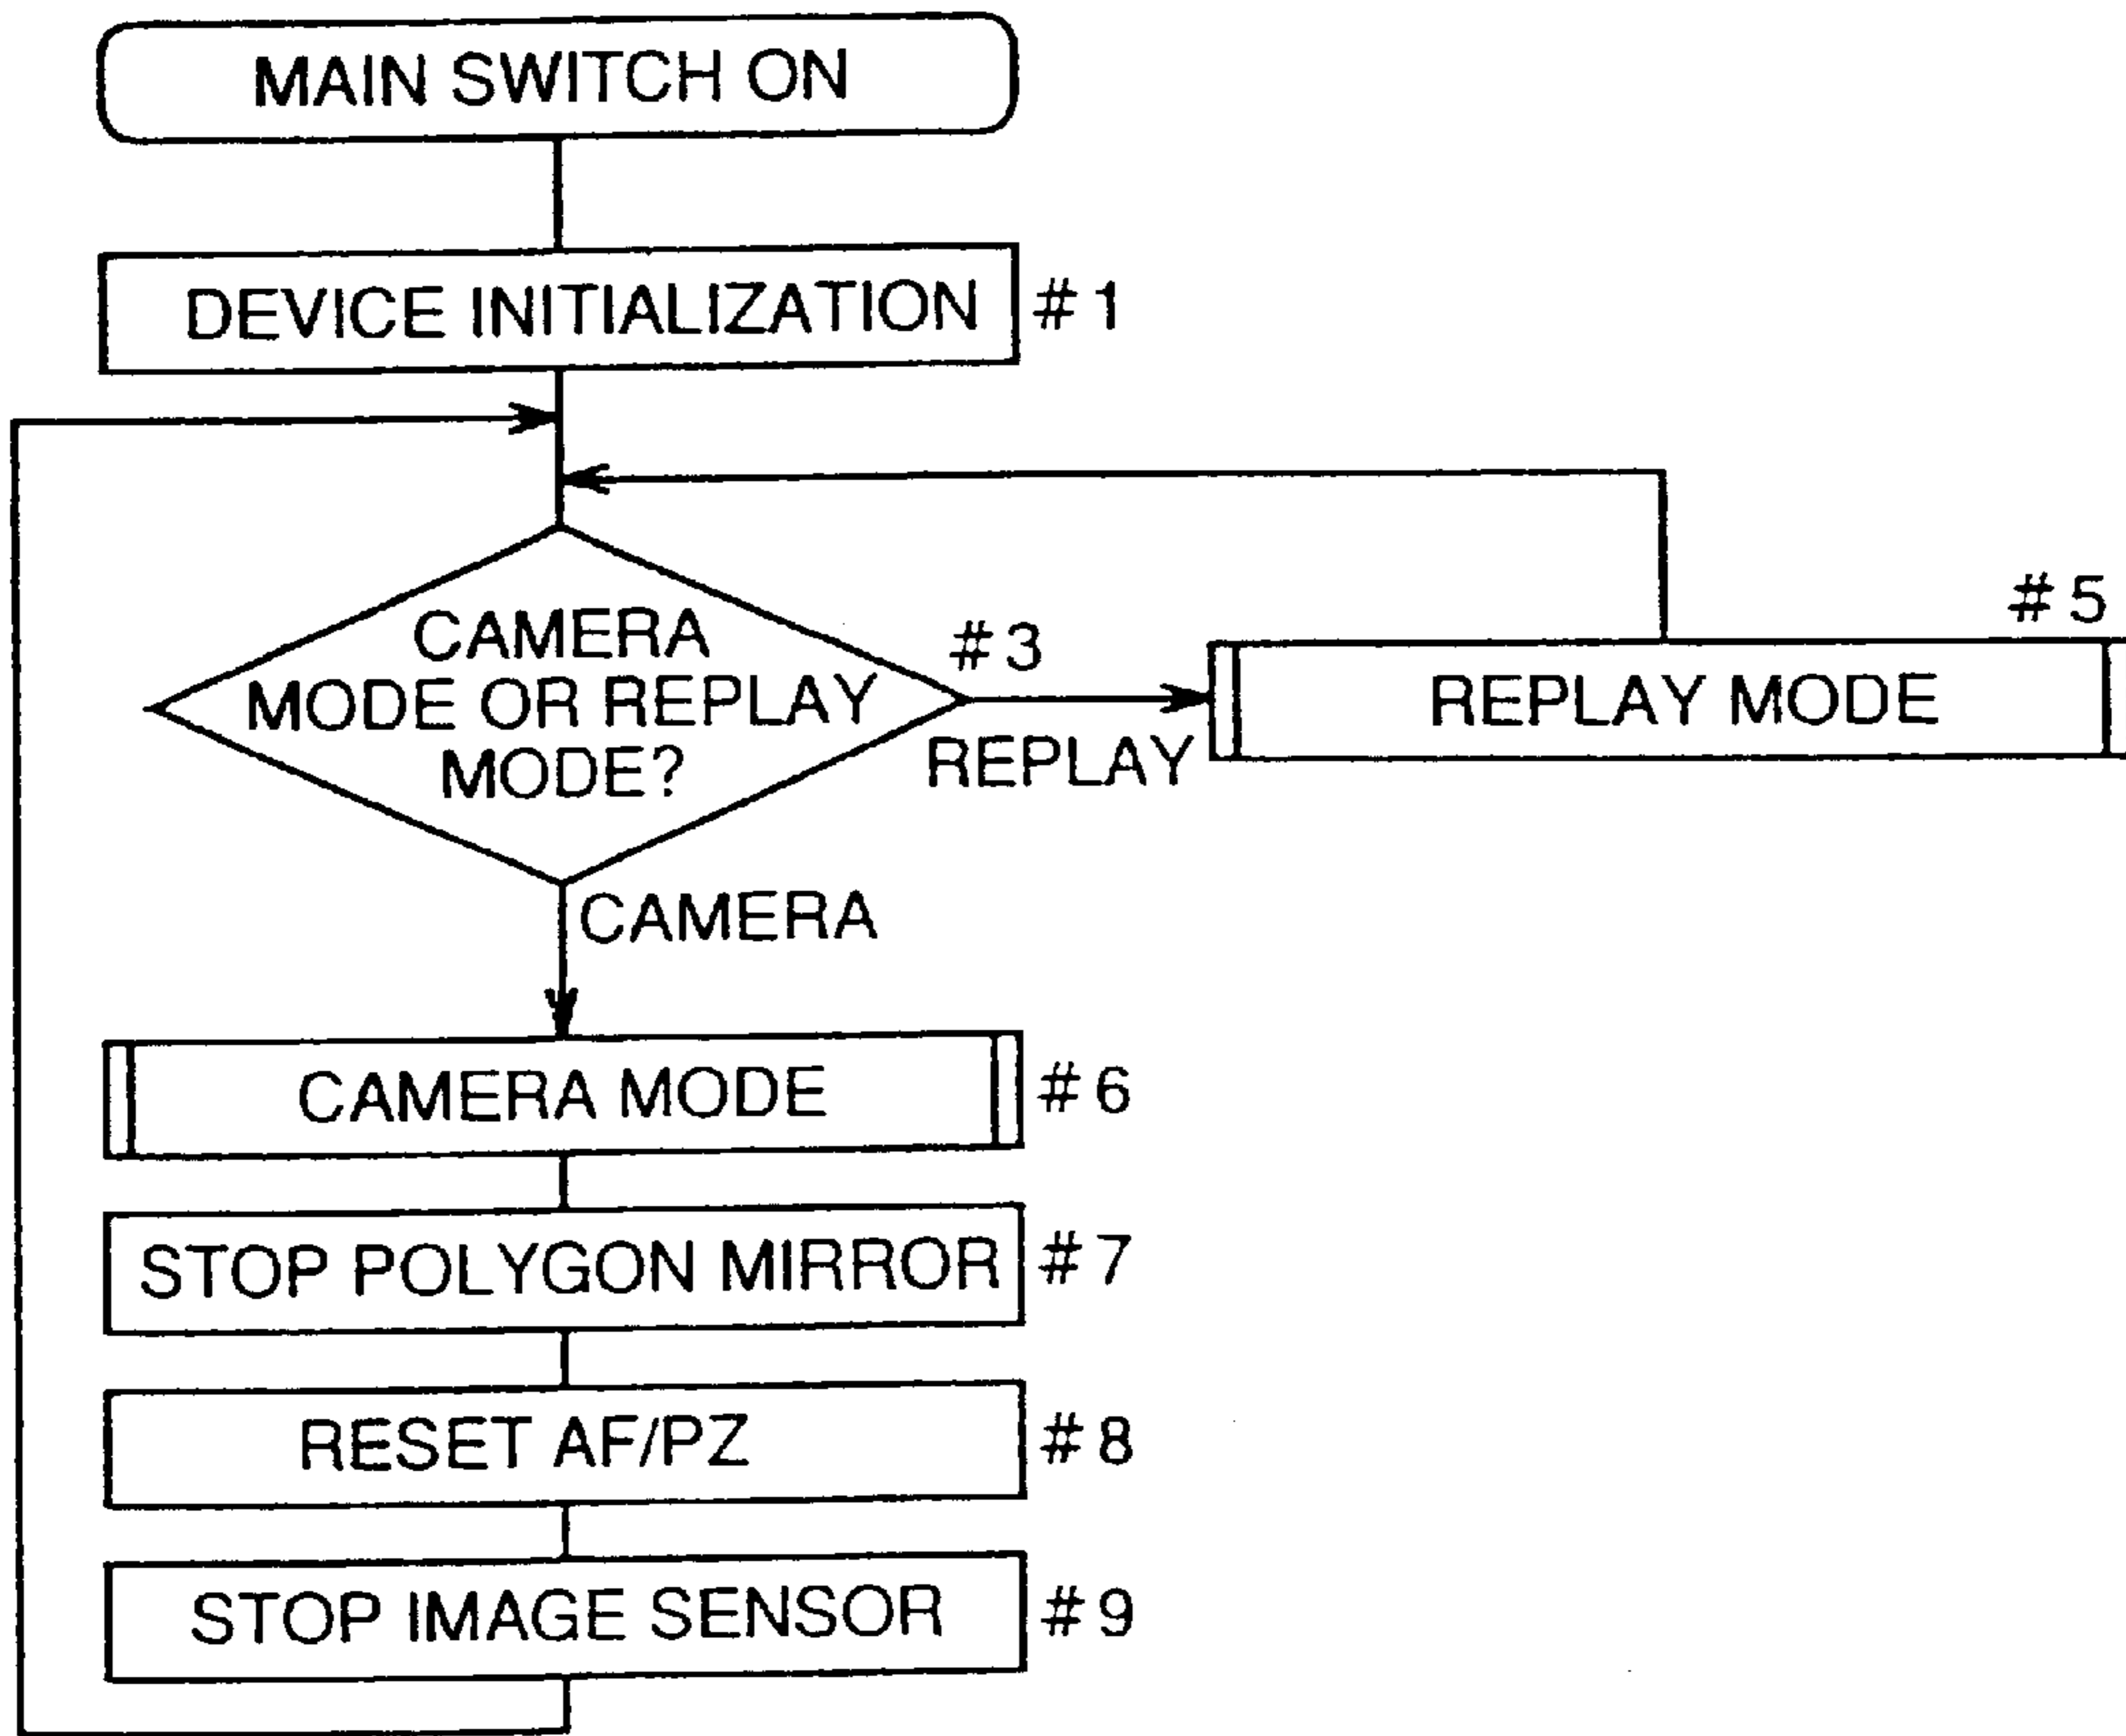 MAIN SWITCH ON
DEVICE INITIALIZATION #1
CAMERA
MODE OR REPLAY
MODE?
#3
REPLAY
#5
REPLAY MODE
CAMERA
CAMERA MODE #6
STOP POLYGON MIRROR #7
RESET AF/PZ #8
STOP IMAGE SENSOR #9